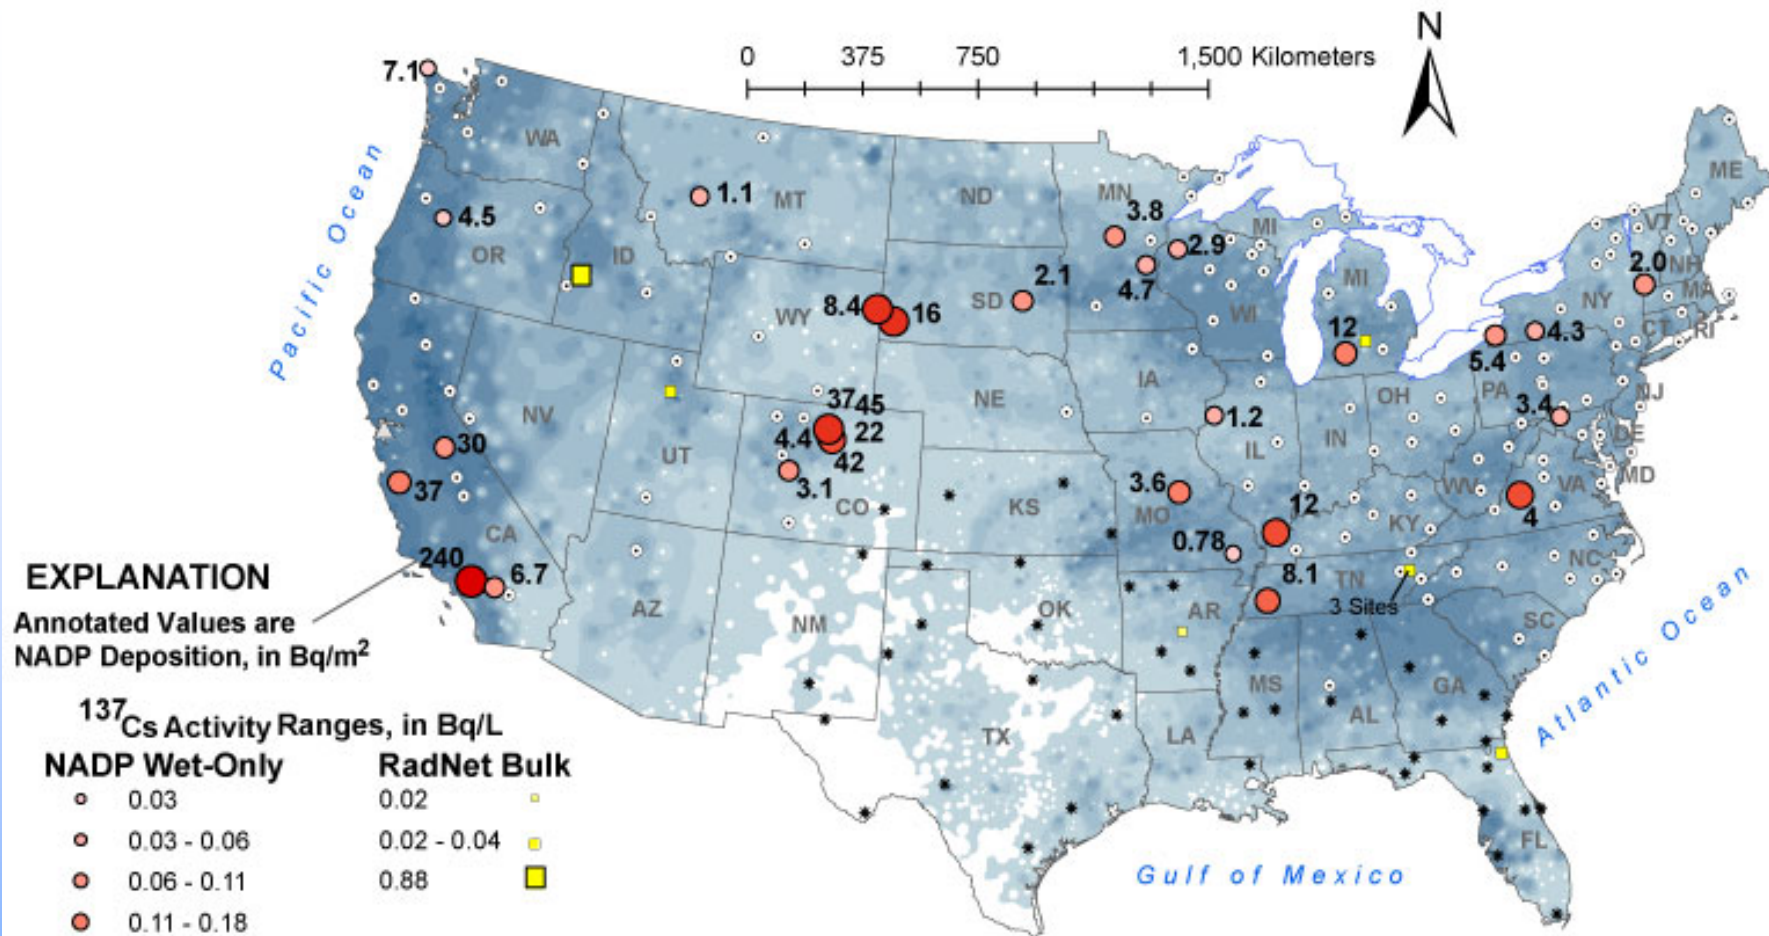 N
0 375 750 1,500 Kilometers
7.1
Pacific Ocean
WA
1.1
MT
ND
MN
3.8
ME
4.5
OR
ID
MI
2.9
VT
NH
2.0
4.7
2.1
SD
WI
MI
NY
MA
CT
RI
WY
8.4
16
12
5.4
4.3
NV
UT
NE
IA
OH
PA
NJ
3745
4.4
22
42
3.1
CO
1.2
IL
IN
3.4
DE
MD
30
37
CA
KS
3.6
MO
12
KY
WV
VA
4
240
6.7
0.78
8.1
TN
3 Sites
NC
AZ
NM
OK
AR
SC
MS
AL
GA
TX
LA
FL
Atlantic Ocean
Gulf of Mexico
EXPLANATION
Annotated Values are
NADP Deposition, in Bq/m²
¹³⁷Cs Activity Ranges, in Bq/L
NADP Wet-Only RadNet Bulk
0.03 0.02
0.03 - 0.06 0.02 - 0.04
0.06 - 0.11 0.88
0.11 - 0.18